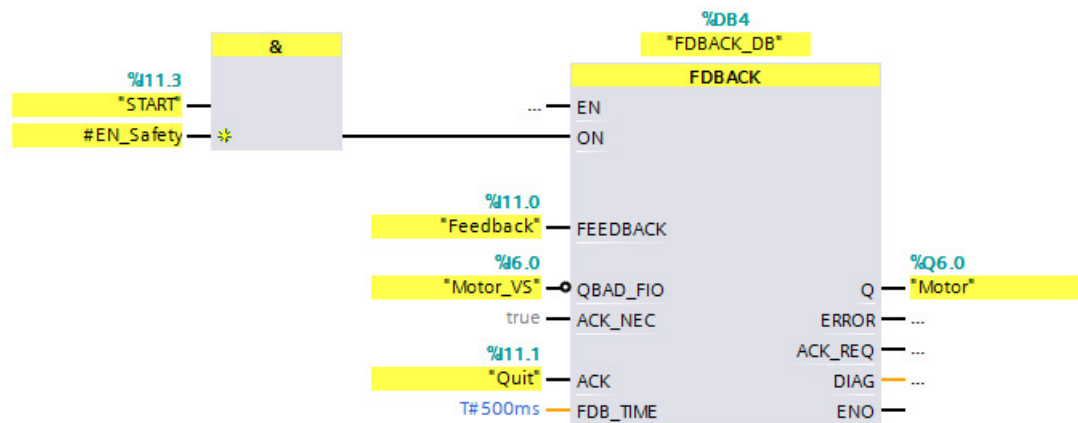 %DB4
"FDBACK_DB"
&
FDBACK
%I11.3
"START"
#EN_Safety
... EN
ON
%I11.0
"Feedback"
FEEDBACK
%I6.0
"Motor_VS"
QBAD_FIO
Q
%Q6.0
"Motor"
true
ACK_NEC
ERROR ...
ACK_REQ ...
%I11.1
"Quit"
ACK
DIAG ...
T#500ms
FDB_TIME
ENO